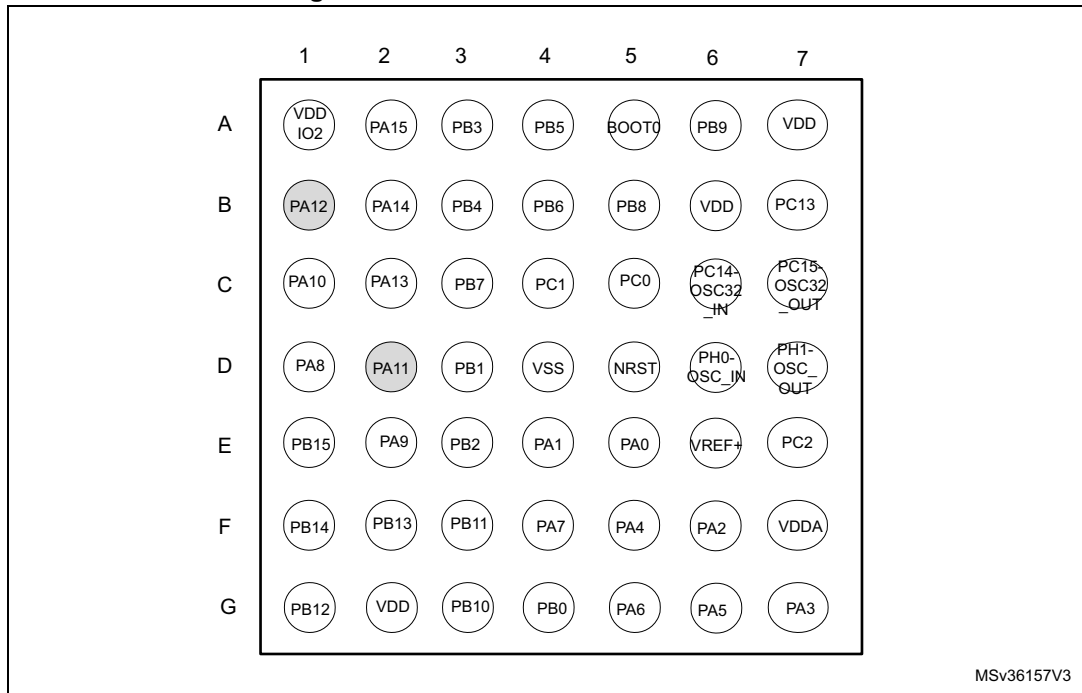 1 2 3 4 5 6 7
A VDD IO2 PA15 PB3 PB5 BOOT0 PB9 VDD
B PA12 PA14 PB4 PB6 PB8 VDD PC13
C PA10 PA13 PB7 PC1 PC0 PC14-OSC32_IN PC15-OSC32_OUT
D PA8 PA11 PB1 VSS NRST PH0-OSC_IN PH1-OSC_OUT
E PB15 PA9 PB2 PA1 PA0 VREF+ PC2
F PB14 PB13 PB11 PA7 PA4 PA2 VDDA
G PB12 VDD PB10 PB0 PA6 PA5 PA3
MSv36157V3